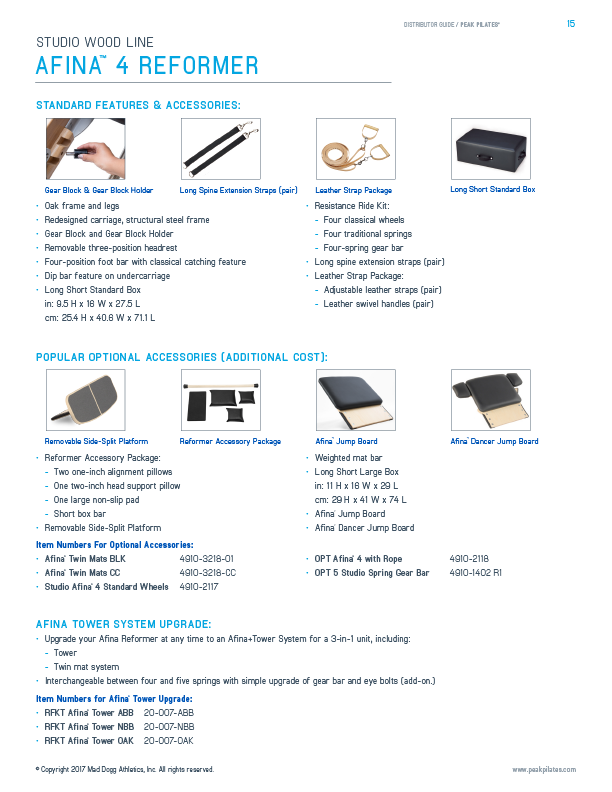 DISTRIBUTOR GUIDE / PEAK PILATES® 15
STUDIO WOOD LINE
AFINA™ 4 REFORMER
STANDARD FEATURES & ACCESSORIES:
Gear Block & Gear Block Holder
Long Spine Extension Straps (pair)
Leather Strap Package
Long Short Standard Box
· Oak frame and legs
· Redesigned carriage, structural steel frame
· Gear Block and Gear Block Holder
· Removable three-position headrest
· Four-position foot bar with classical catching feature
· Dip bar feature on undercarriage
· Long Short Standard Box
in: 9.5 H x 16 W x 27.5 L
cm: 25.4 H x 40.6 W x 71.1 L
· Resistance Ride Kit:
– Four classical wheels
– Four traditional springs
– Four-spring gear bar
· Long spine extension straps (pair)
· Leather Strap Package:
– Adjustable leather straps (pair)
– Leather swivel handles (pair)
POPULAR OPTIONAL ACCESSORIES (ADDITIONAL COST):
Removable Side-Split Platform
Reformer Accessory Package
Afina™ Jump Board
Afina™ Dancer Jump Board
· Reformer Accessory Package:
– Two one-inch alignment pillows
– One two-inch head support pillow
– One large non-slip pad
– Short box bar
· Removable Side-Split Platform
· Weighted mat bar
· Long Short Large Box
in: 11 H x 16 W x 29 L
cm: 29 H x 41 W x 74 L
· Afina™ Jump Board
· Afina™ Dancer Jump Board
Item Numbers For Optional Accessories:
· Afina™ Twin Mats BLK 4910-3218-01
· Afina™ Twin Mats CC 4910-3218-CC
· Studio Afina™ 4 Standard Wheels 4910-2117
· OPT Afina™ 4 with Rope 4910-2118
· OPT 5 Studio Spring Gear Bar 4910-1402 R1
AFINA TOWER SYSTEM UPGRADE:
· Upgrade your Afina Reformer at any time to an Afina+Tower System for a 3-in-1 unit, including:
– Tower
– Twin mat system
· Interchangeable between four and five springs with simple upgrade of gear bar and eye bolts (add-on.)
Item Numbers for Afina™ Tower Upgrade:
· RFKT Afina™ Tower ABB 20-007-ABB
· RFKT Afina™ Tower NBB 20-007-NBB
· RFKT Afina™ Tower OAK 20-007-OAK
© Copyright 2017 Mad Dogg Athletics, Inc. All rights reserved. www.peakpilates.com